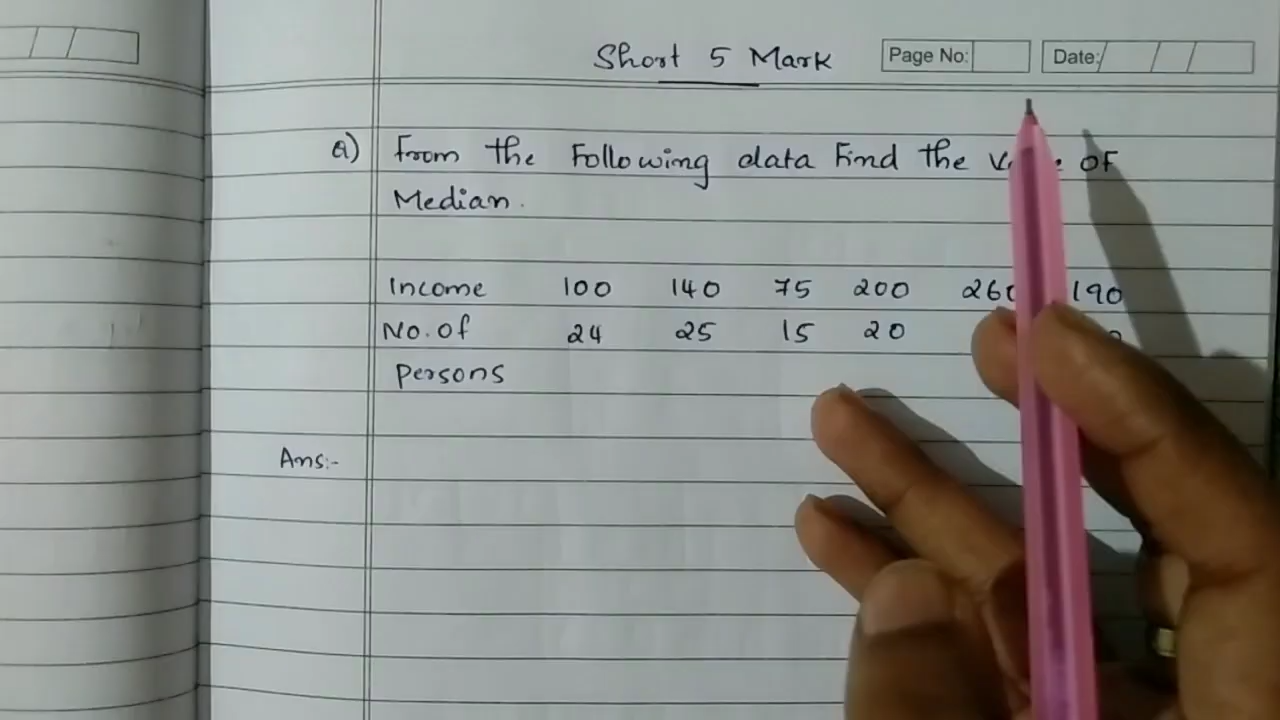 Short 5 Mark
Page No:
Date:
Q) From the Following data Find the OF
Median.
Income 100 140 75 200 190
No. of 24 25 15 20
Persons
Ans:-